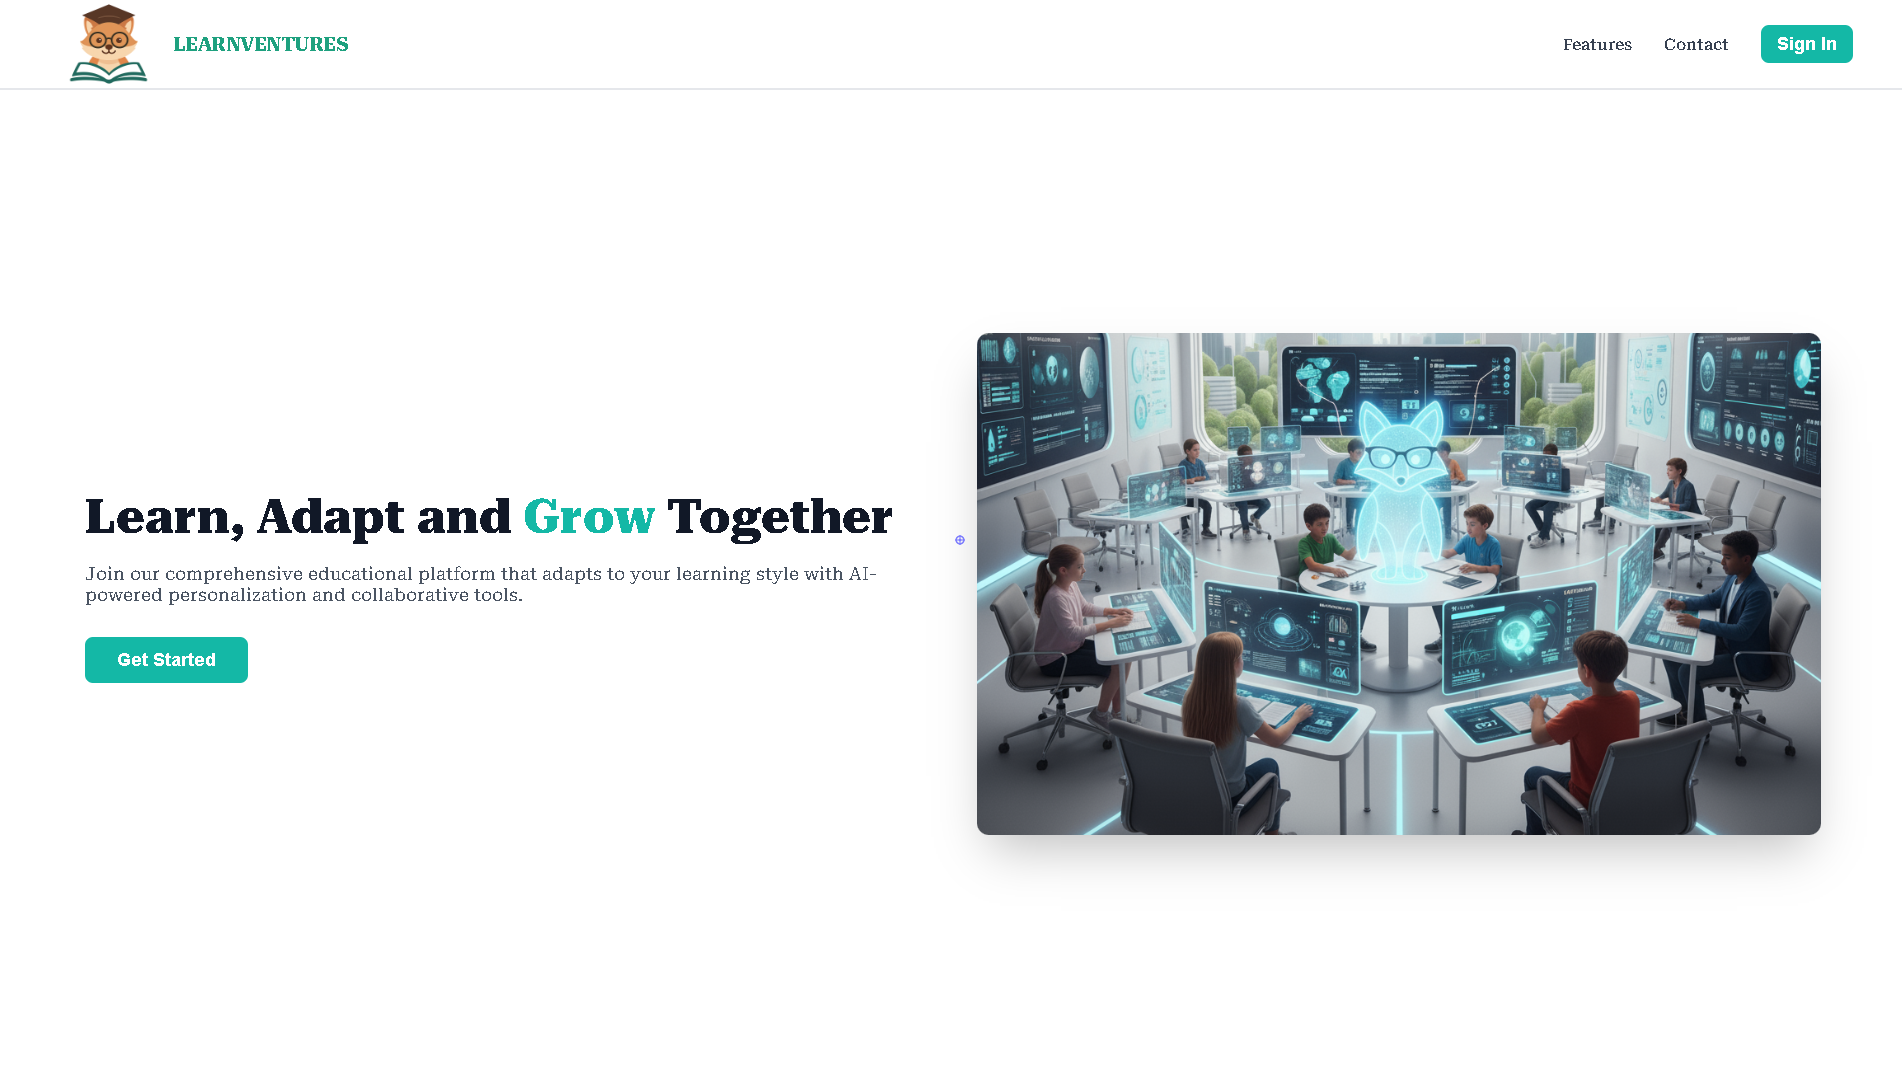 LEARNVENTURES
Features
Contact
Sign In
Learn, Adapt and Grow Together
Join our comprehensive educational platform that adapts to your learning style with AI-
powered personalization and collaborative tools.
Get Started